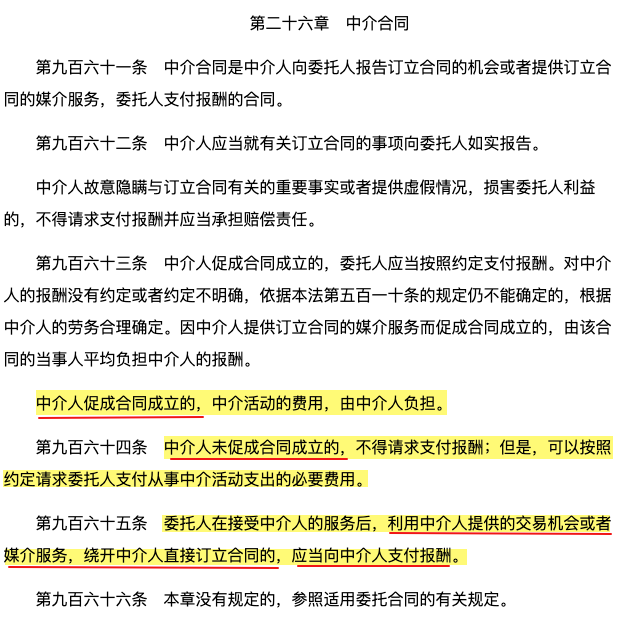 第二十六章　中介合同
第九百六十一条　中介合同是中介人向委托人报告订立合同的机会或者提供订立合
同的媒介服务，委托人支付报酬的合同。
第九百六十二条　中介人应当就有关订立合同的事项向委托人如实报告。
中介人故意隐瞒与订立合同有关的重要事实或者提供虚假情况，损害委托人利益
的，不得请求支付报酬并应当承担赔偿责任。
第九百六十三条　中介人促成合同成立的，委托人应当按照约定支付报酬。对中介
人的报酬没有约定或者约定不明确，依据本法第五百一十条的规定仍不能确定的，根据
中介人的劳务合理确定。因中介人提供订立合同的媒介服务而促成合同成立的，由该合
同的当事人平均负担中介人的报酬。
中介人促成合同成立的，中介活动的费用，由中介人负担。
第九百六十四条　中介人未促成合同成立的，不得请求支付报酬；但是，可以按照
约定请求委托人支付从事中介活动支出的必要费用。
第九百六十五条　委托人在接受中介人的服务后，利用中介人提供的交易机会或者
媒介服务，绕开中介人直接订立合同的，应当向中介人支付报酬。
第九百六十六条　本章没有规定的，参照适用委托合同的有关规定。